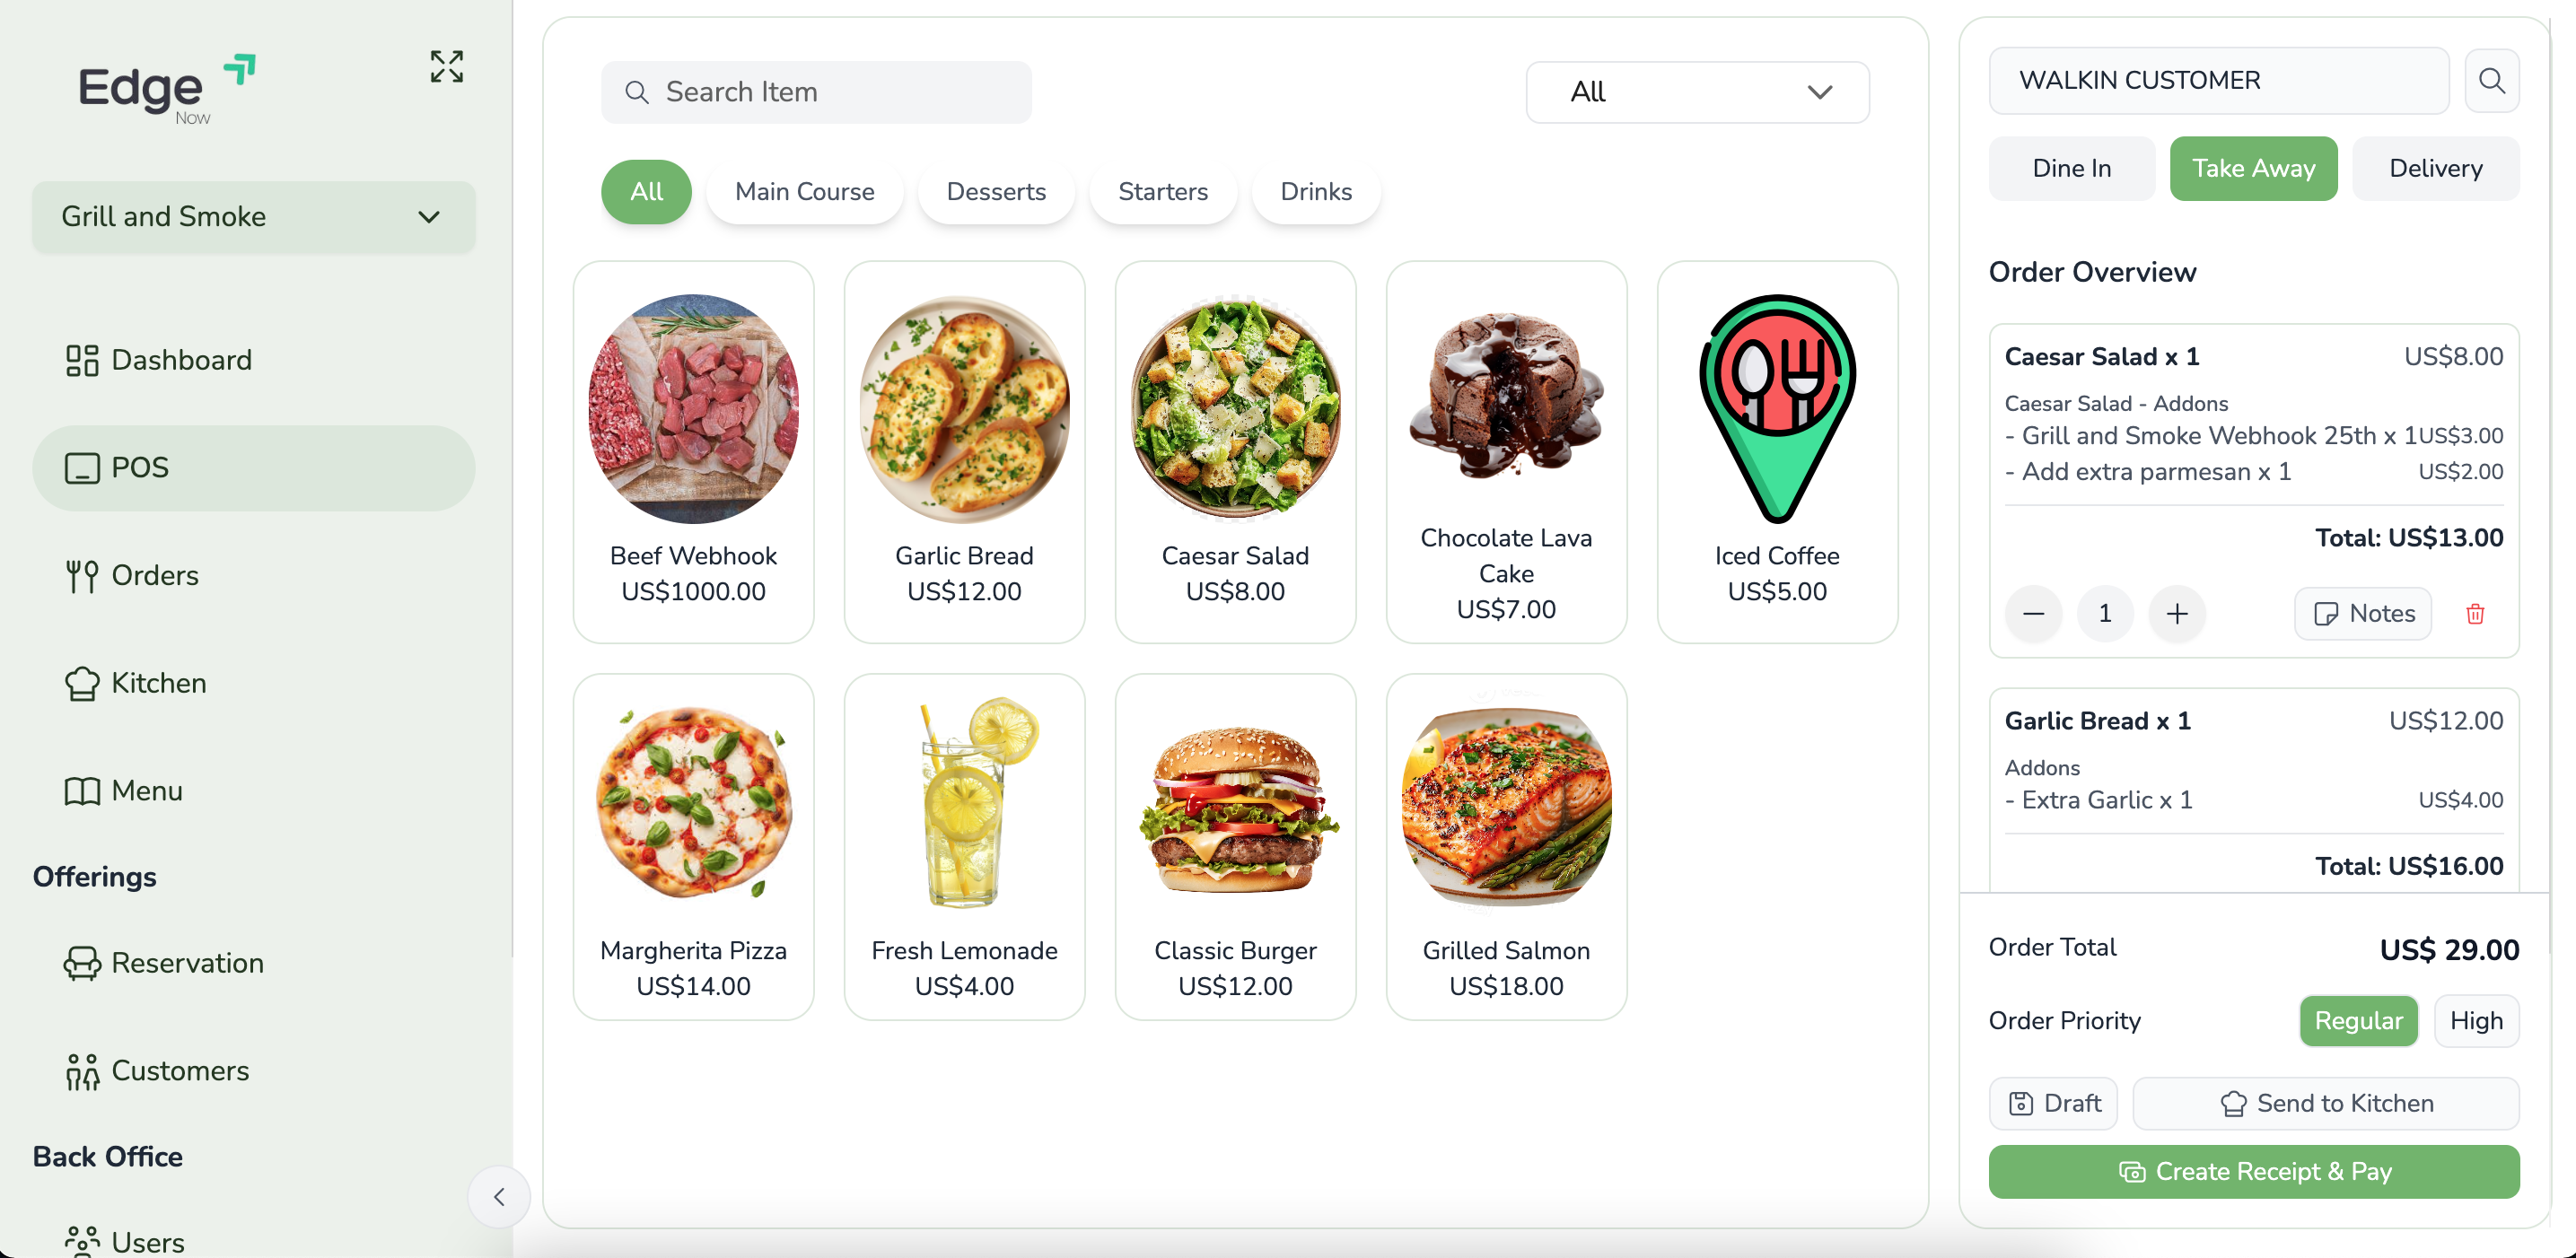 Edge
Now
Grill and Smoke
Dashboard
POS
Orders
Kitchen
Menu
Offerings
Reservation
Customers
Back Office
Users
Search Item
All
All
Main Course
Desserts
Starters
Drinks
Beef Webhook
US$1000.00
Garlic Bread
US$12.00
Caesar Salad
US$8.00
Chocolate Lava
Cake
US$7.00
Iced Coffee
US$5.00
Margherita Pizza
US$14.00
Fresh Lemonade
US$4.00
Classic Burger
US$12.00
Grilled Salmon
US$18.00
WALKIN CUSTOMER
Dine In
Take Away
Delivery
Order Overview
Caesar Salad x 1 US$8.00
Caesar Salad - Addons
- Grill and Smoke Webhook 25th x 1 US$3.00
- Add extra parmesan x 1 US$2.00
Total: US$13.00
1
Notes
Garlic Bread x 1 US$12.00
Addons
- Extra Garlic x 1 US$4.00
Total: US$16.00
Order Total US$ 29.00
Order Priority Regular High
Draft
Send to Kitchen
Create Receipt & Pay